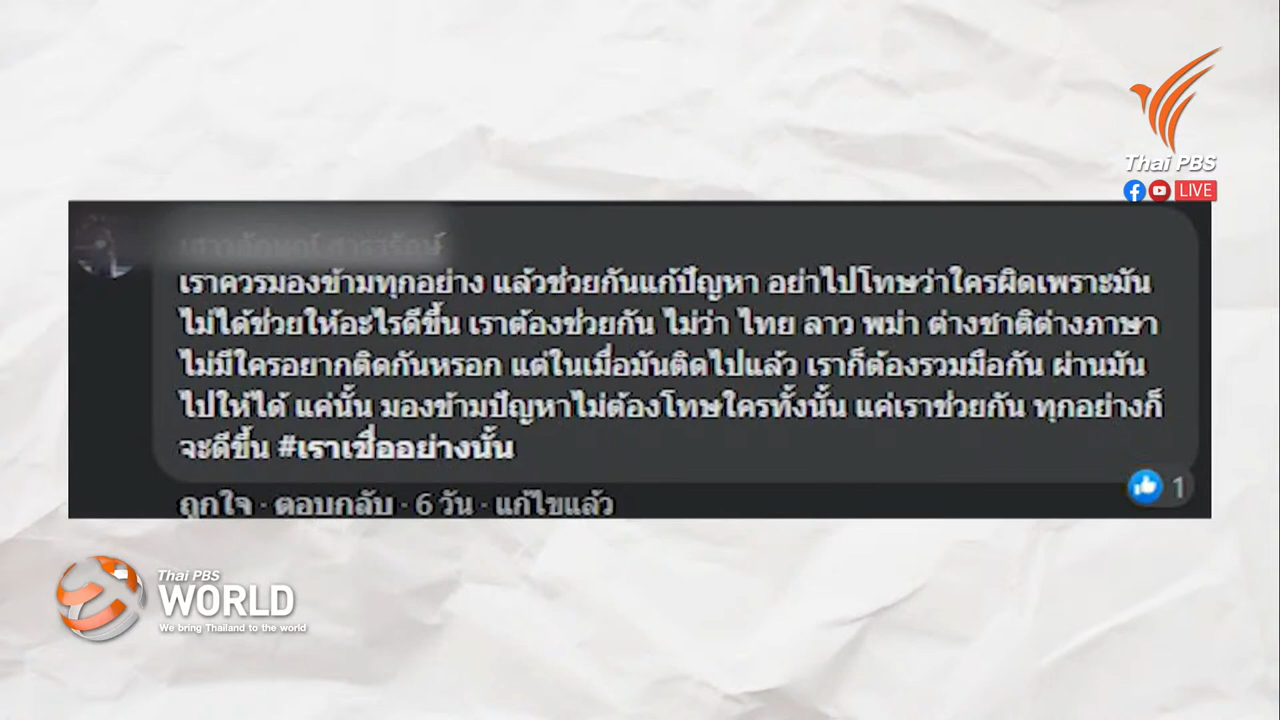 Thai PBS
LIVE
เราควรมองข้ามทุกอย่าง แล้วช่วยกันแก้ปัญหา อย่าไปโทษว่าใครผิดเพราะมัน
ไม่ได้ช่วยให้อะไรดีขึ้น เราต้องช่วยกัน ไม่ว่า ไทย ลาว พม่า ต่างชาติต่างภาษา
ไม่มีใครอยากติดกันหรอก แต่ในเมื่อมันติดไปแล้ว เราก็ต้องรวมมือกัน ผ่านมัน
ไปให้ได้ แค่นั้น มองข้ามปัญหาไม่ต้องโทษใครทั้งนั้น แค่เราช่วยกัน ทุกอย่างก็
จะดีขึ้น #เราเชื่ออย่างนั้น
1
ถูกใจ · ตอบกลับ · 6 วัน · แก้ไขแล้ว
Thai PBS
WORLD
We bring Thailand to the world